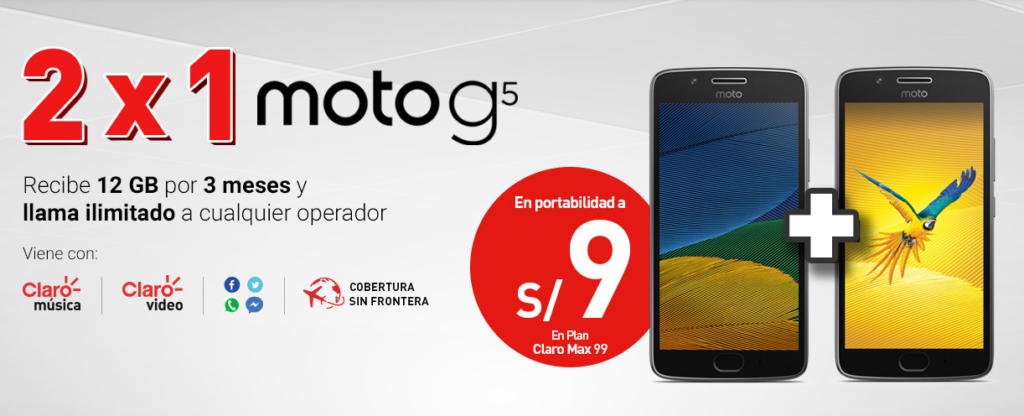 2 x 1 moto g5
Recibe 12 GB por 3 meses y
llama ilimitado a cualquier operador
Viene con:
Claro
música
Claro
video
COBERTURA
SIN FRONTERA
En portabilidad a
S/ 9
En Plan
Claro Max 99
moto
moto